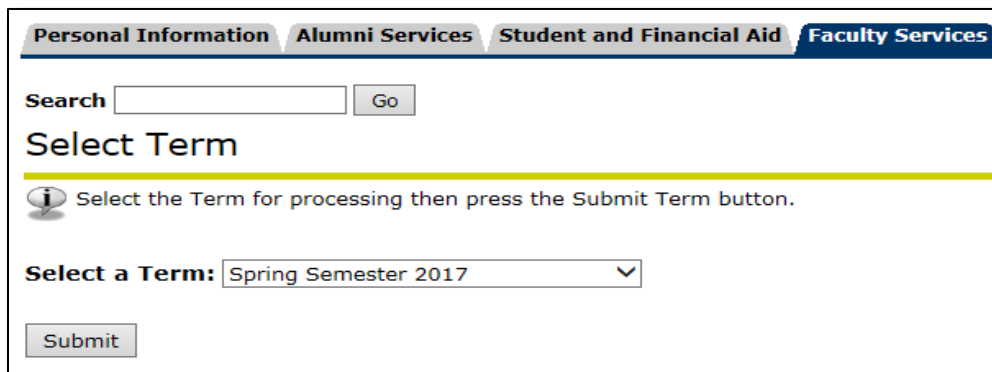 Personal Information Alumni Services Student and Financial Aid Faculty Services
Search Go
Select Term
Select the Term for processing then press the Submit Term button.
Select a Term: Spring Semester 2017
Submit